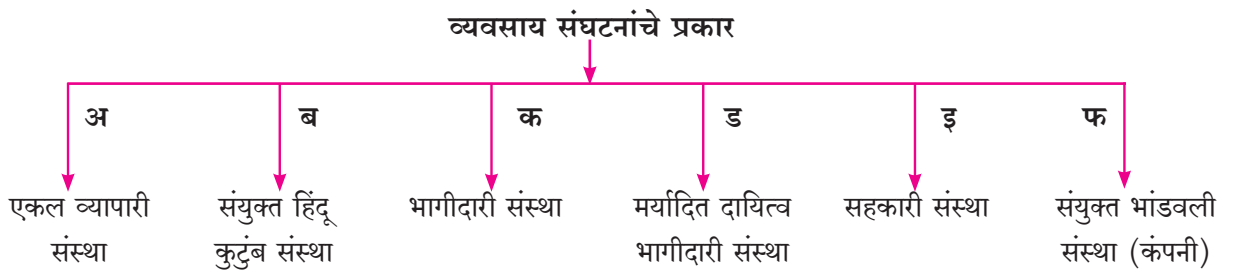 व्यवसाय संघटनांचे प्रकार
अ ब क ड इ फ
एकल व्यापारी
संस्था
संयुक्त हिंदू
कुटुंब संस्था
भागीदारी संस्था
मर्यादित दायित्व
भागीदारी संस्था
सहकारी संस्था
संयुक्त भांडवली
संस्था (कंपनी)